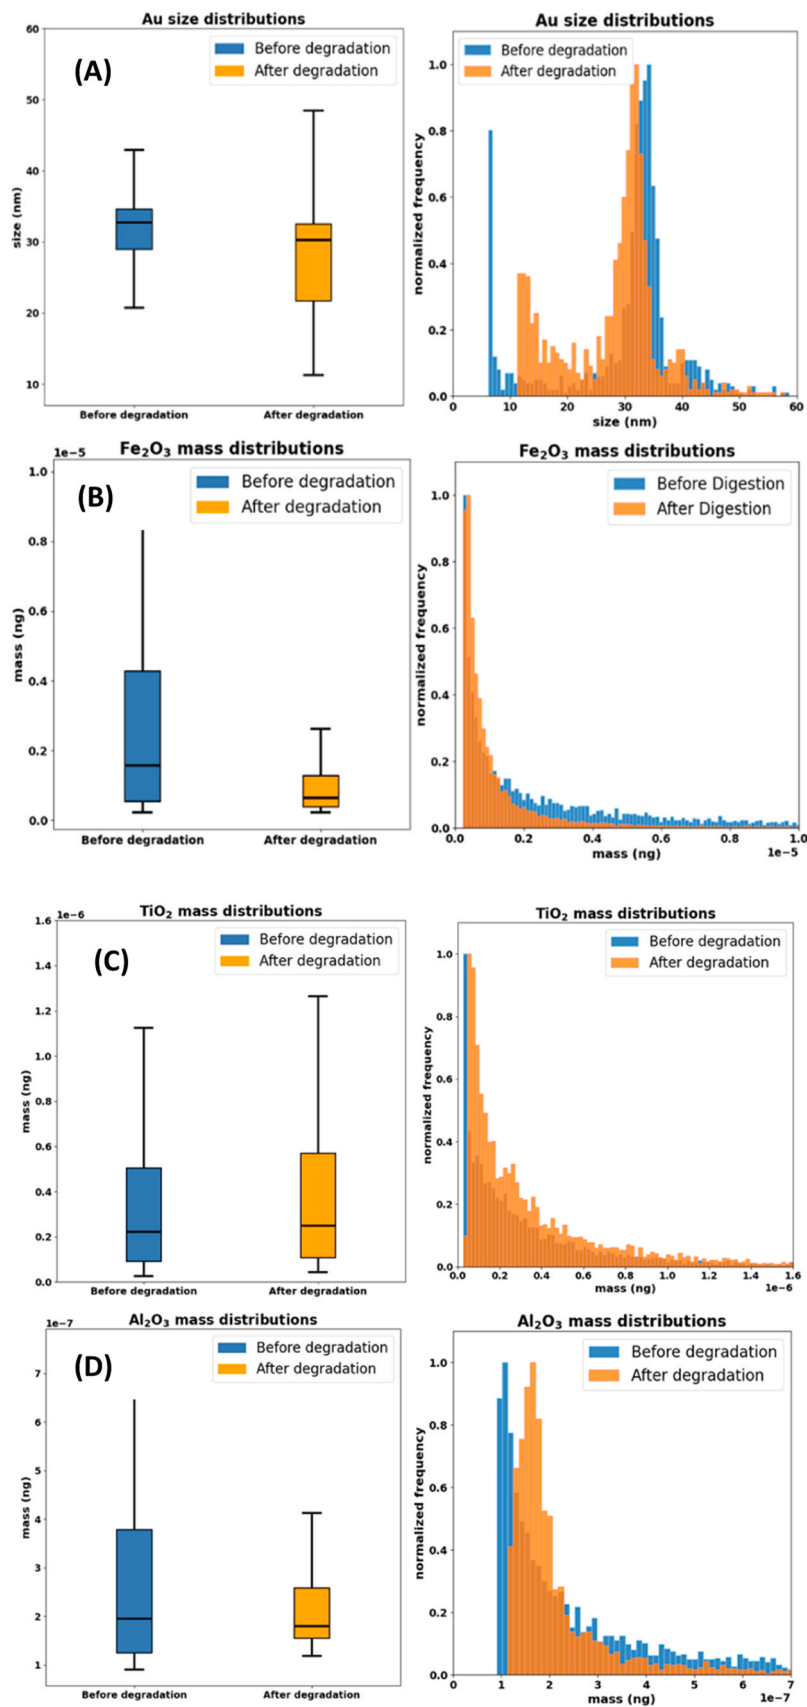 Au size distributions
(A)
Before degradation
After degradation
size (nm)
60
50
40
30
20
10
Before degradation
After degradation
Au size distributions
Before degradation
After degradation
normalized frequency
1.0
0.8
0.6
0.4
0.2
0.0
0
10
20
30
40
50
60
size (nm)
Fe₂O₃ mass distributions
1e−5
(B)
Before degradation
After degradation
mass (ng)
1.0
0.8
0.6
0.4
0.2
0.0
Before degradation
After degradation
Fe₂O₃ mass distributions
Before Digestion
After Digestion
normalized frequency
1.0
0.8
0.6
0.4
0.2
0.0
0.0
0.2
0.4
0.6
0.8
1.0
mass (ng)
1e−5
TiO₂ mass distributions
1e−6
(C)
Before degradation
After degradation
mass (ng)
1.6
1.4
1.2
1.0
0.8
0.6
0.4
0.2
0.0
Before degradation
After degradation
TiO₂ mass distributions
Before degradation
After degradation
normalized frequency
1.0
0.8
0.6
0.4
0.2
0.0
0.0
0.2
0.4
0.6
0.8
1.0
1.2
1.4
1.6
mass (ng)
1e−6
Al₂O₃ mass distributions
1e−7
(D)
Before degradation
After degradation
mass (ng)
7
6
5
4
3
2
1
Before degradation
After degradation
Al₂O₃ mass distributions
Before degradation
After degradation
normalized frequency
1.0
0.8
0.6
0.4
0.2
0.0
0
1
2
3
4
5
6
7
mass (ng)
1e−7